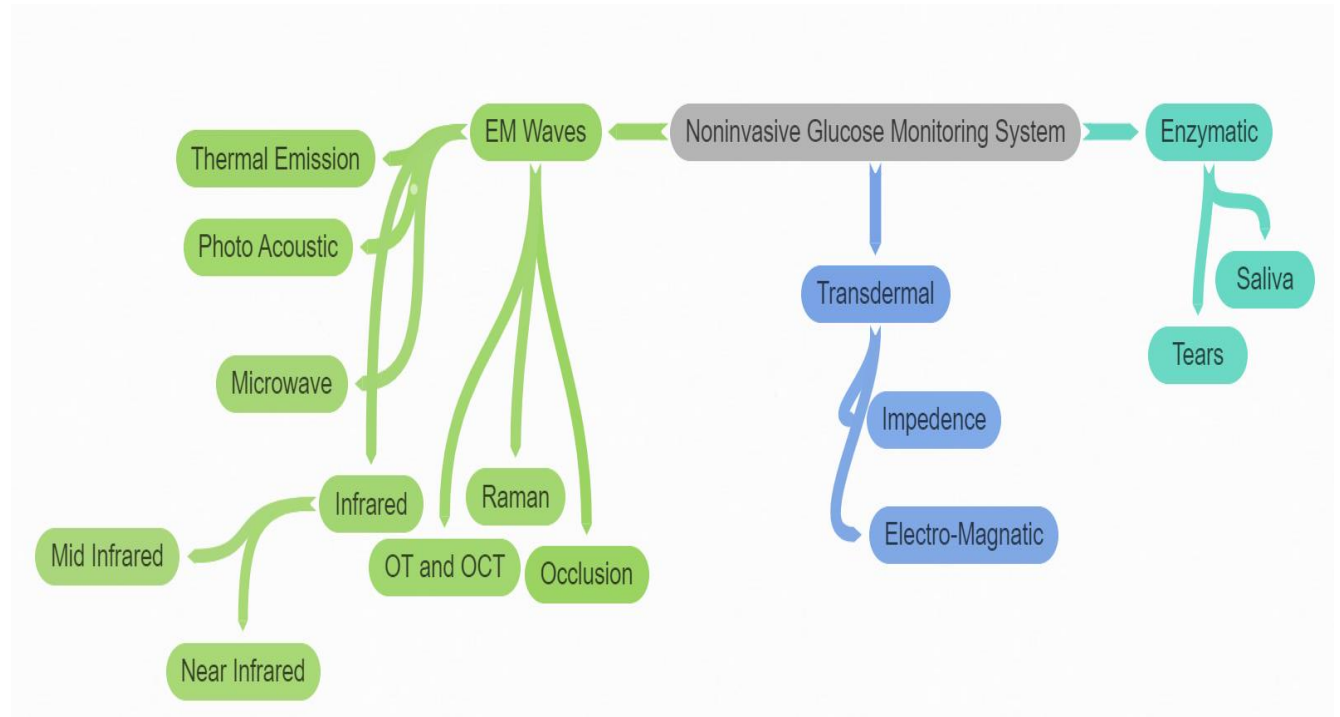 EM Waves
Noninvasive Glucose Monitoring System
Enzymatic
Thermal Emission
Photo Acoustic
Saliva
Transdermal
Tears
Microwave
Impedence
Raman
Infrared
Electro-Magnatic
Mid Infrared
OT and OCT
Occlusion
Near Infrared